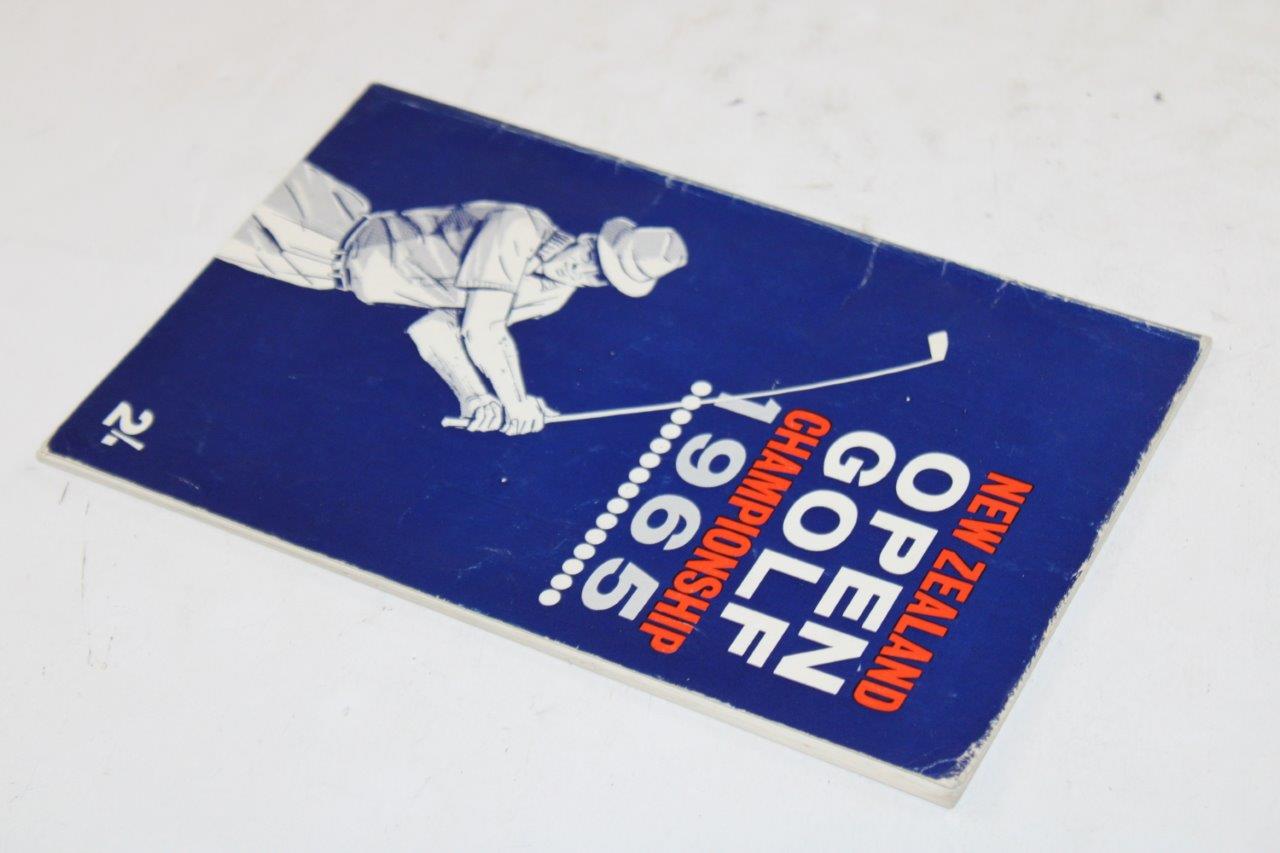 NEW ZEALAND
OPEN
GOLF
CHAMPIONSHIP
1965
2/-